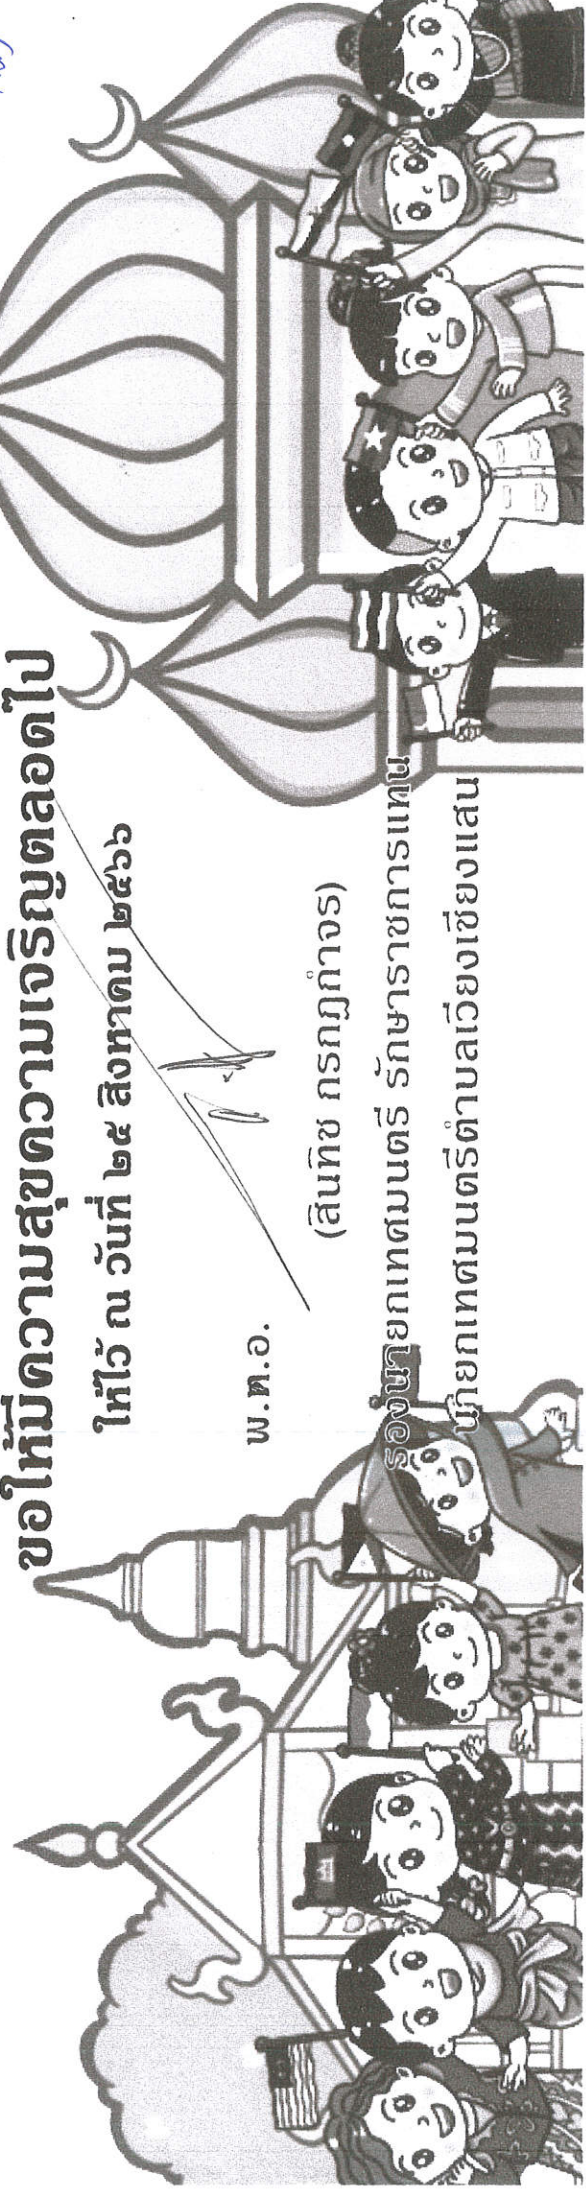 ขอให้มีความสุขความเจริญตลอดไป
ให้ไว้ ณ วันที่ ๒๕ สิงหาคม ๒๕๖๖
พ.ต.อ.
(สินทิช กรกฎกำจร)
รองนายกเทศมนตรี รักษาราชการแทน
นายกเทศมนตรีตำบลเวียงเชียงแสน